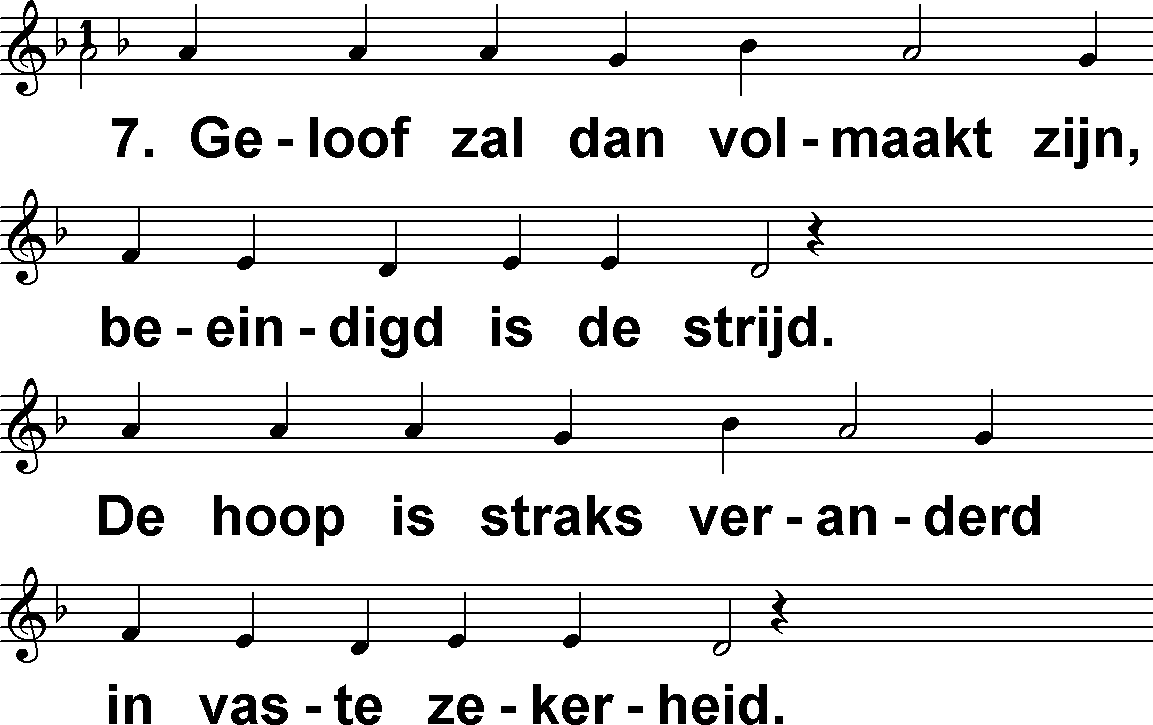 7. Ge - loof zal dan vol - maakt zijn,
be - ein - digd is de strijd.
De hoop is straks ver - an - derd
in vas - te ze - ker - heid.